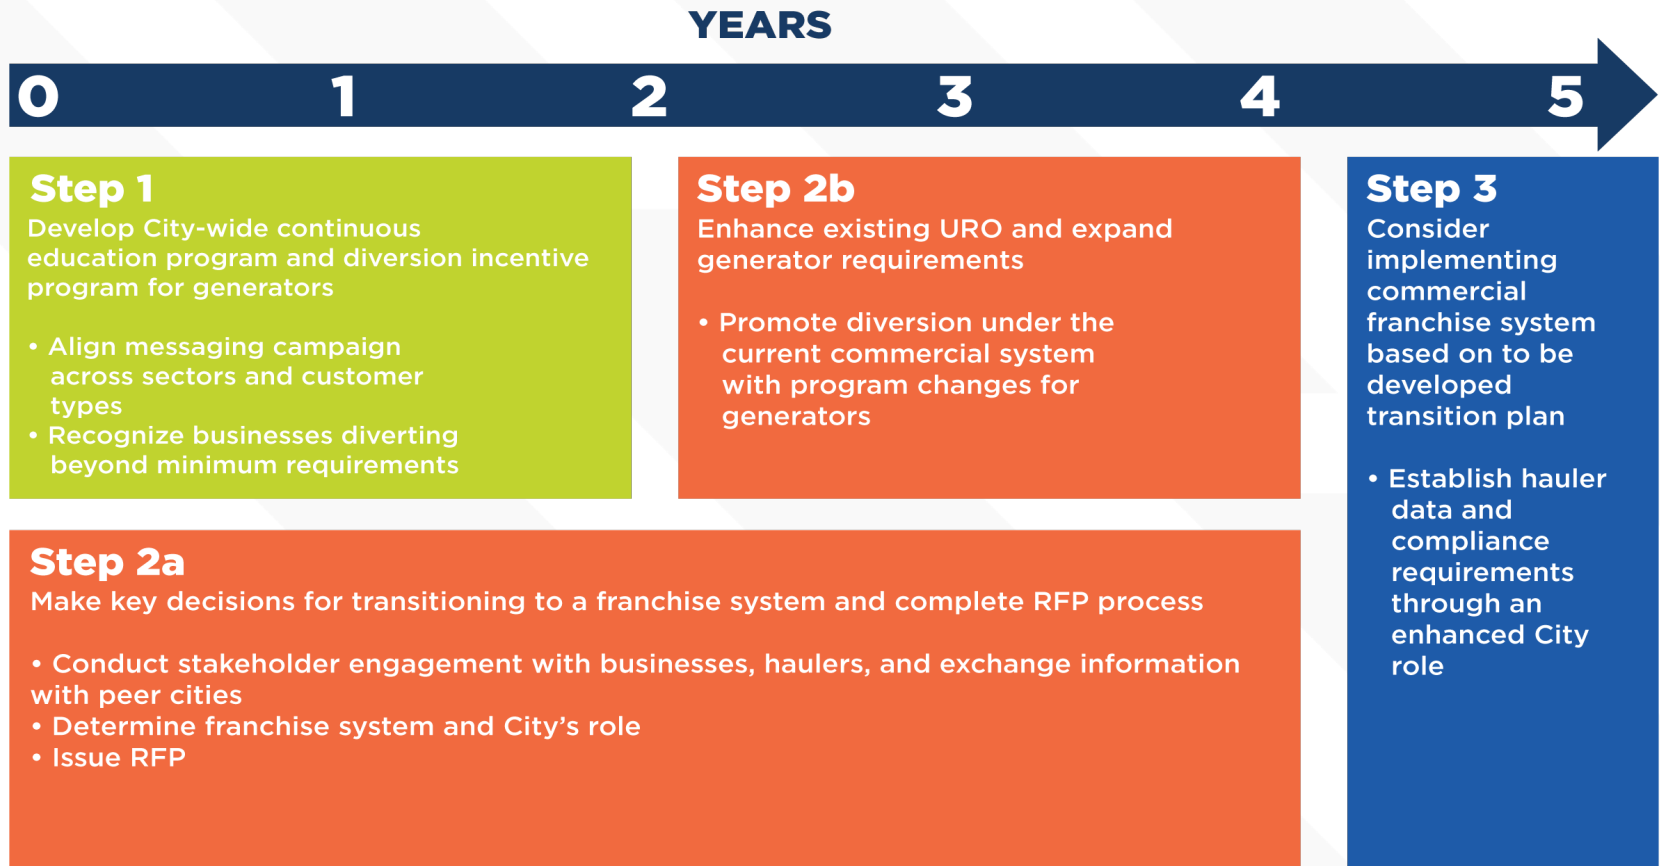 YEARS
0 1 2 3 4 5
Step 1
Develop City-wide continuous
education program and diversion incentive
program for generators
• Align messaging campaign
across sectors and customer
types
• Recognize businesses diverting
beyond minimum requirements
Step 2b
Enhance existing URO and expand
generator requirements
• Promote diversion under the
current commercial system
with program changes for
generators
Step 3
Consider
implementing
commercial
franchise system
based on to be
developed
transition plan
• Establish hauler
data and
compliance
requirements
through an
enhanced City
role
Step 2a
Make key decisions for transitioning to a franchise system and complete RFP process
• Conduct stakeholder engagement with businesses, haulers, and exchange information
with peer cities
• Determine franchise system and City’s role
• Issue RFP